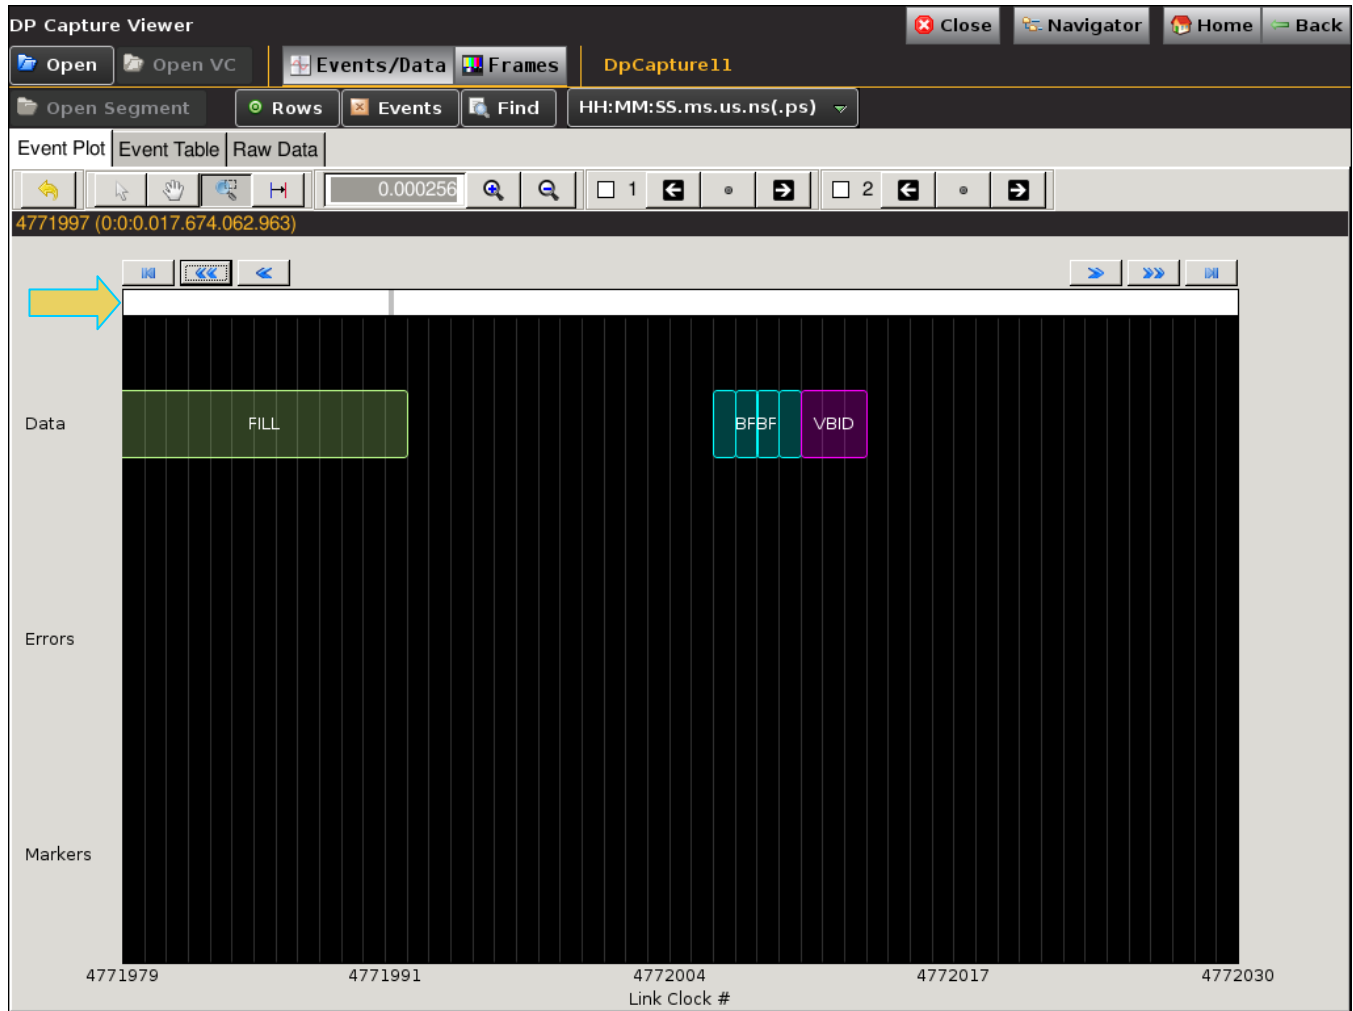 DP Capture Viewer Close Navigator Home Back
Open Open VC Events/Data Frames DpCapture11
Open Segment Rows Events Find HH:MM:SS.ms.us.ns(.ps)
Event Plot Event Table Raw Data
0.000256 1 2
4771997 (0:0:0.017.674.062.963)
Data FILL BF BF VBID
Errors
Markers
4771979 4771991 4772004 4772017 4772030
Link Clock #